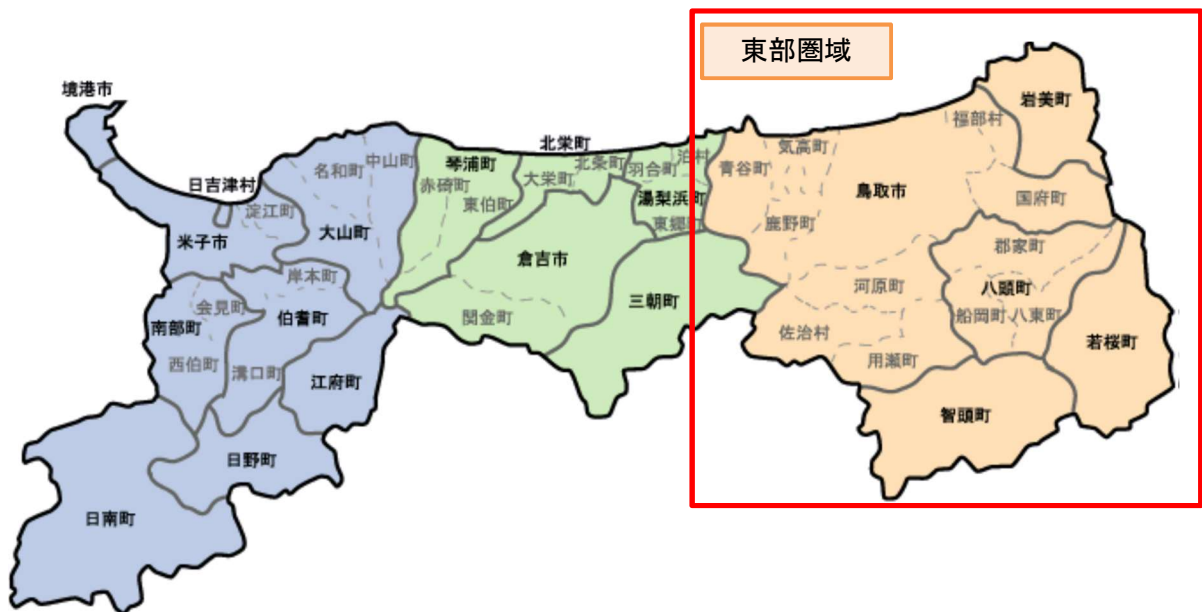 東部圏域
境港市
岩美町
福部村
北栄町
中山町
名和町
琴浦町
北条町
羽合町
泊村
青谷町
気高町
赤碕町
大栄町
日吉津村
鳥取市
東伯町
湯梨浜町
国府町
淀江町
東郷町
鹿野町
米子市
大山町
郡家町
倉吉市
岸本町
河原町
八頭町
会見町
三朝町
伯耆町
関金町
船岡町
八東町
南部町
佐治村
若桜町
西伯町
溝口町
用瀬町
江府町
智頭町
日野町
日南町